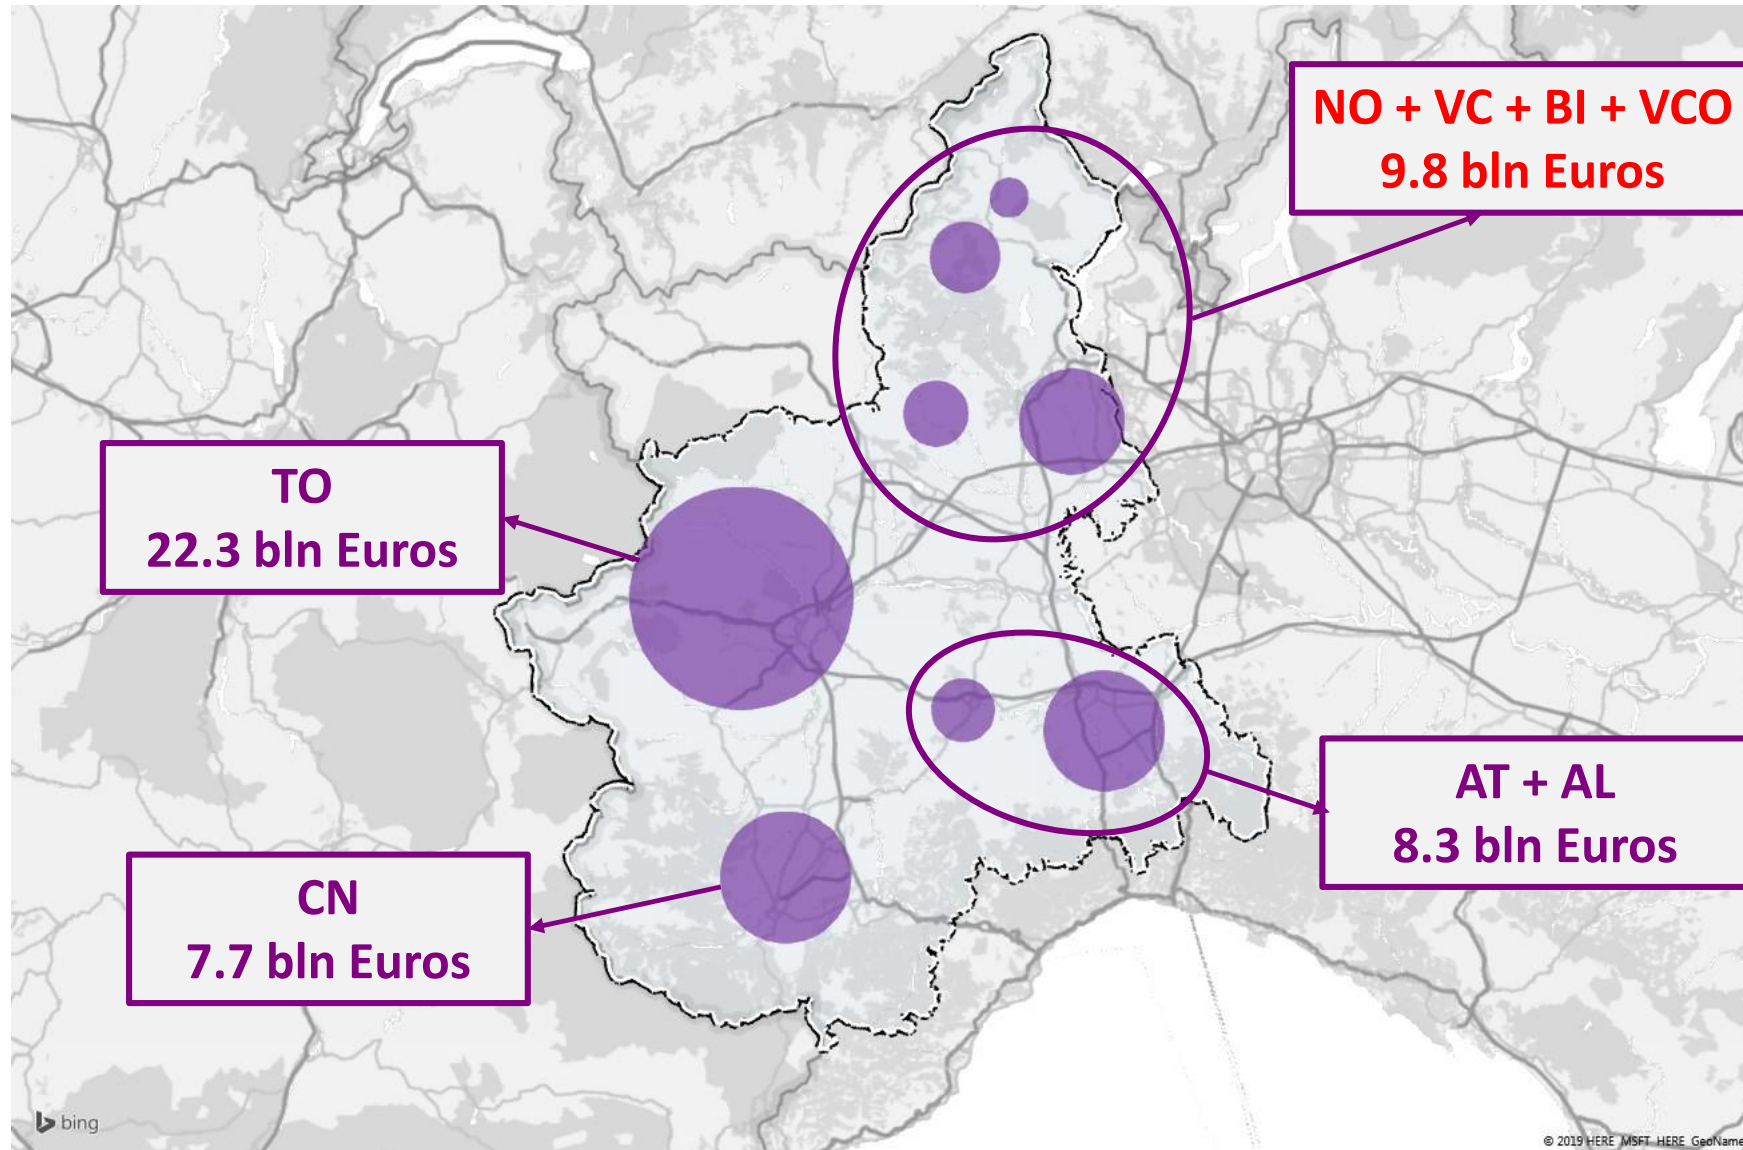 NO + VC + BI + VCO
9.8 bln Euros
TO
22.3 bln Euros
AT + AL
8.3 bln Euros
CN
7.7 bln Euros
bing
© 2019 HERE MSFT HERE GeoName